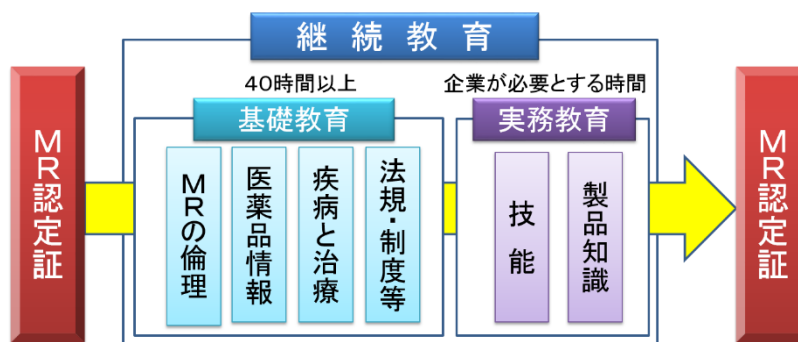 継続教育
MR認定証
40時間以上
基礎教育
MRの倫理
医薬品情報
疾病と治療
法規・制度等
企業が必要とする時間
実務教育
技能
製品知識
MR認定証